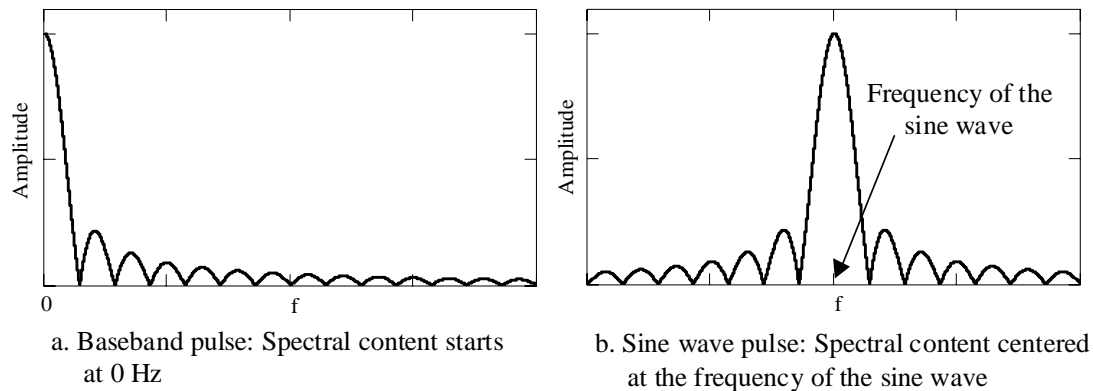 Amplitude
0
f
a. Baseband pulse: Spectral content starts
at 0 Hz
Amplitude
Frequency of the
sine wave
f
b. Sine wave pulse: Spectral content centered
at the frequency of the sine wave